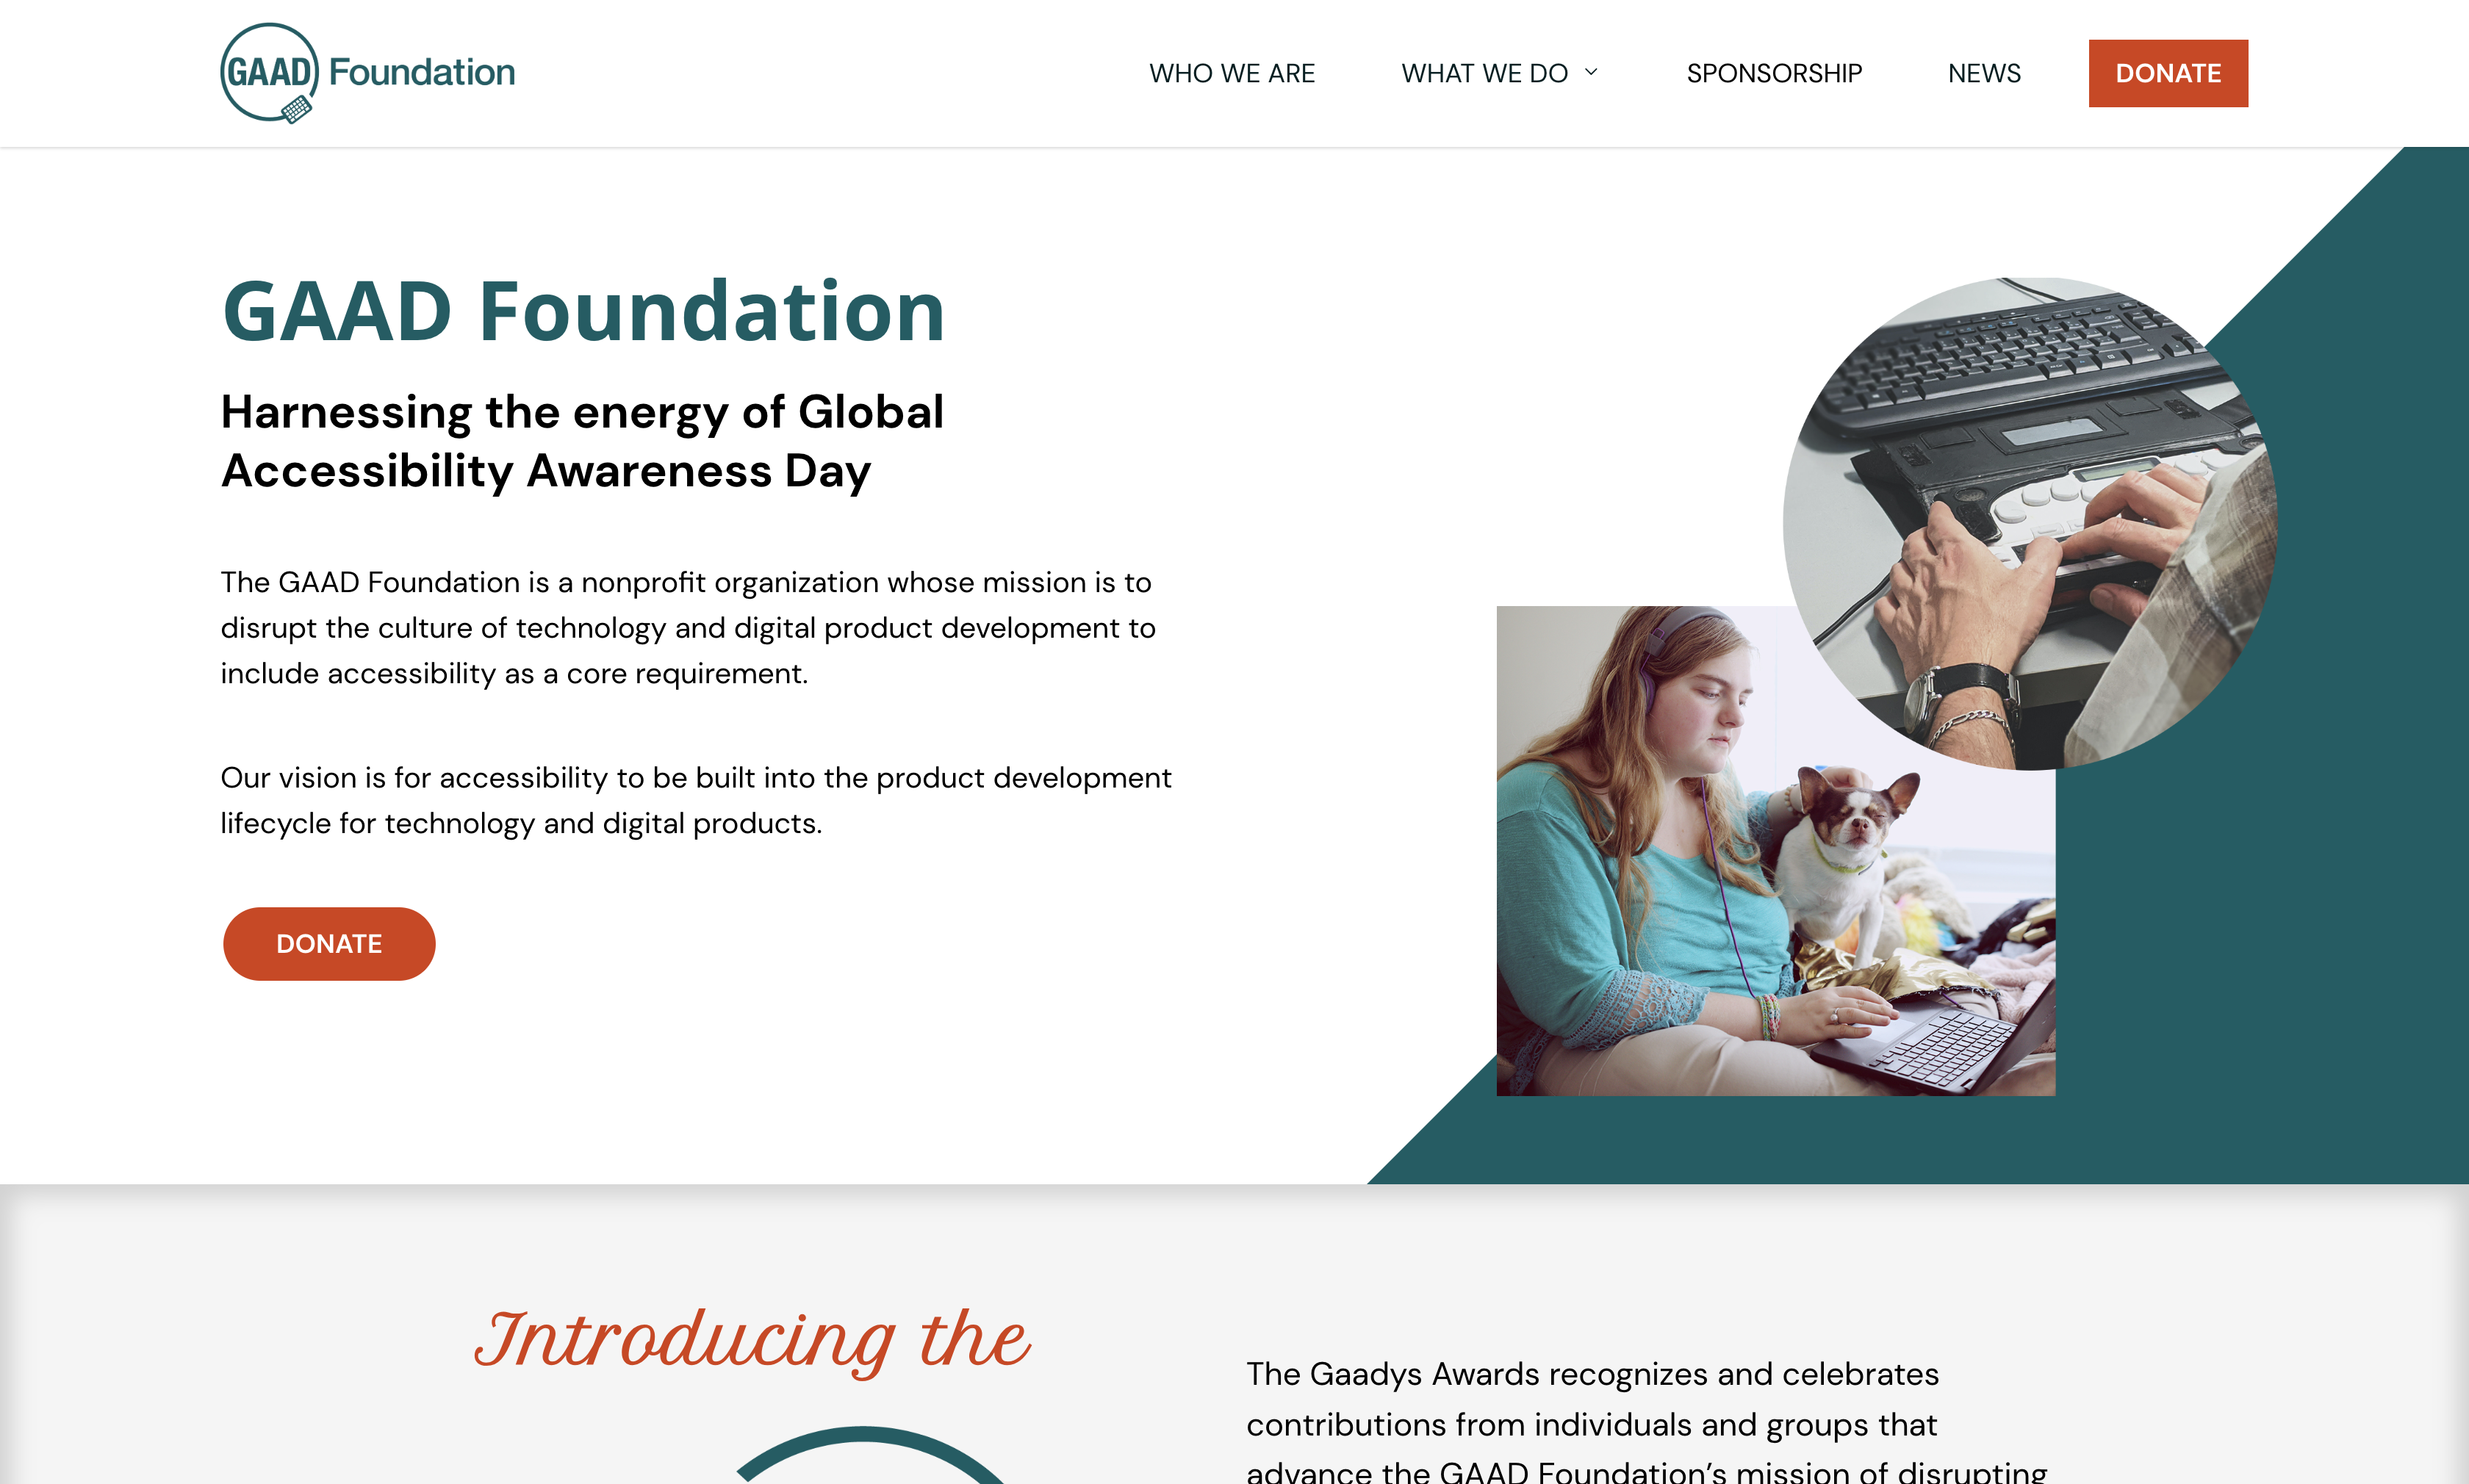 GAAD Foundation
WHO WE ARE
WHAT WE DO
SPONSORSHIP
NEWS
DONATE
GAAD Foundation
Harnessing the energy of Global
Accessibility Awareness Day
The GAAD Foundation is a nonprofit organization whose mission is to
disrupt the culture of technology and digital product development to
include accessibility as a core requirement.
Our vision is for accessibility to be built into the product development
lifecycle for technology and digital products.
DONATE
Introducing the
The Gaadys Awards recognizes and celebrates
contributions from individuals and groups that
advance the GAAD Foundation’s mission of disrupting